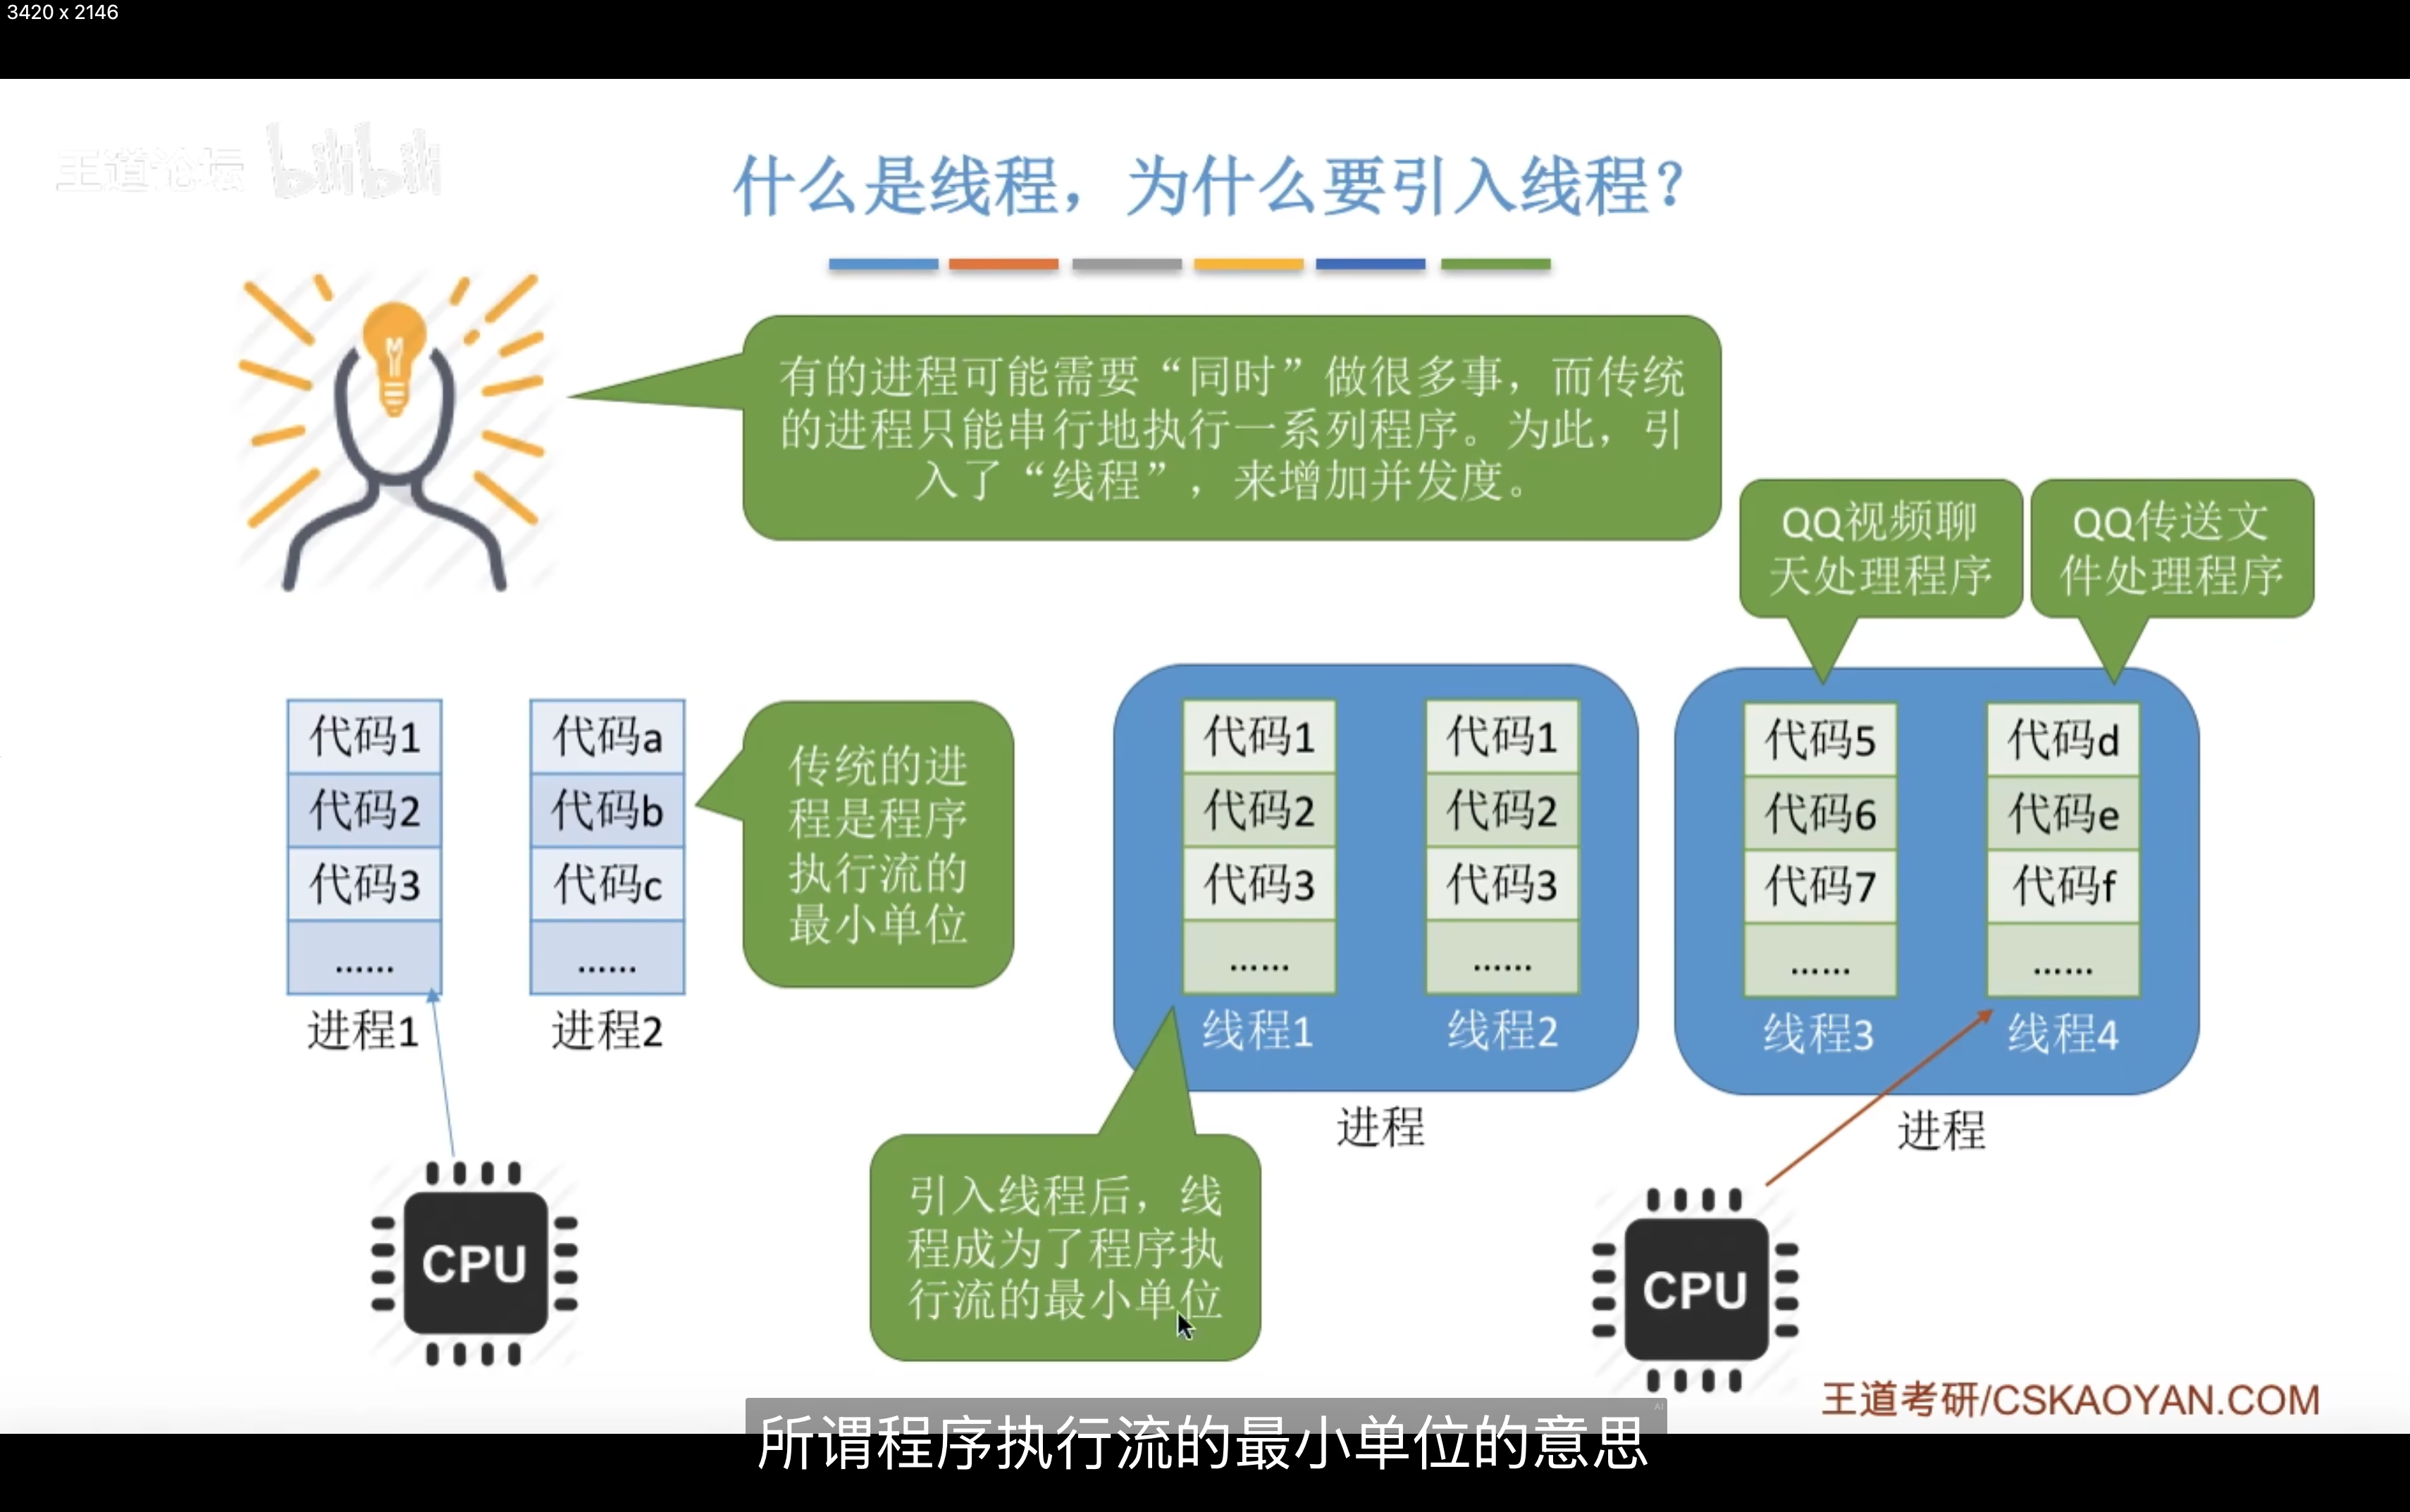 3420 x 2146
王道论坛 bilibili
什么是线程，为什么要引入线程？
有的进程可能需要“同时”做很多事，而传统
的进程只能串行地执行一系列程序。为此，引
入了“线程”，来增加并发度。
QQ视频聊
天处理程序
QQ传送文
件处理程序
代码1
代码2
代码3
……
进程1
代码a
代码b
代码c
……
进程2
传统的进
程是程序
执行流的
最小单位
代码1
代码2
代码3
……
线程1
代码1
代码2
代码3
……
线程2
进程
代码5
代码6
代码7
……
线程3
代码d
代码e
代码f
……
线程4
进程
引入线程后，线
程成为了程序执
行流的最小单位
CPU
CPU
王道考研/CSKAOYAN.COM
AI
所谓程序执行流的最小单位的意思